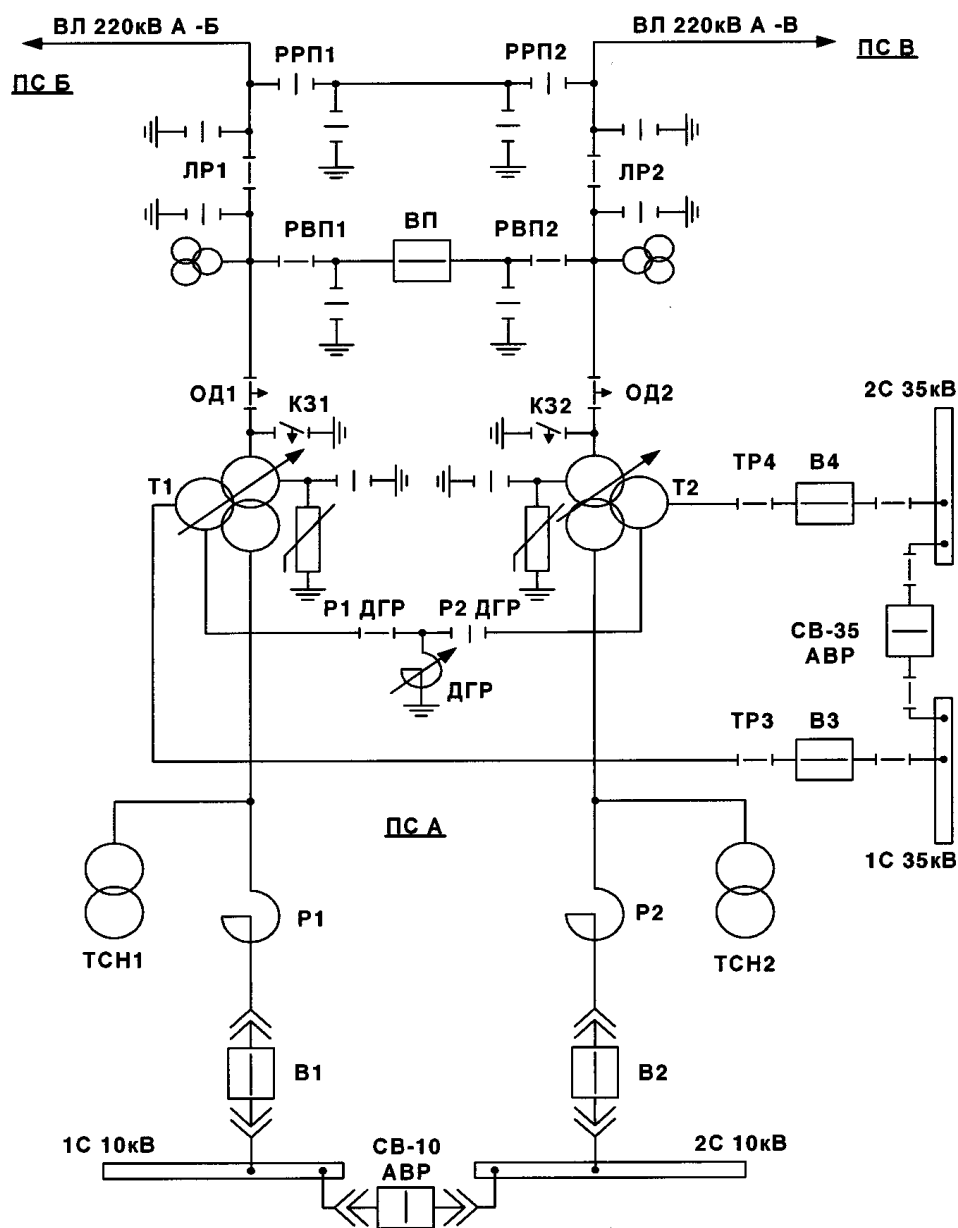 ВЛ 220кВ А -Б
ВЛ 220кВ А -В
ПС Б
РРП1
РРП2
ПС В
ЛР1
ЛР2
РВП1
ВП
РВП2
ОД1
КЗ1
КЗ2
ОД2
2С 35кВ
Т1
Т2
ТР4
В4
Р1 ДГР
Р2 ДГР
СВ-35
АВР
ДГР
ТР3
В3
ПС А
1С 35кВ
Р1
Р2
ТСН1
ТСН2
В1
В2
1С 10кВ
СВ-10
АВР
2С 10кВ